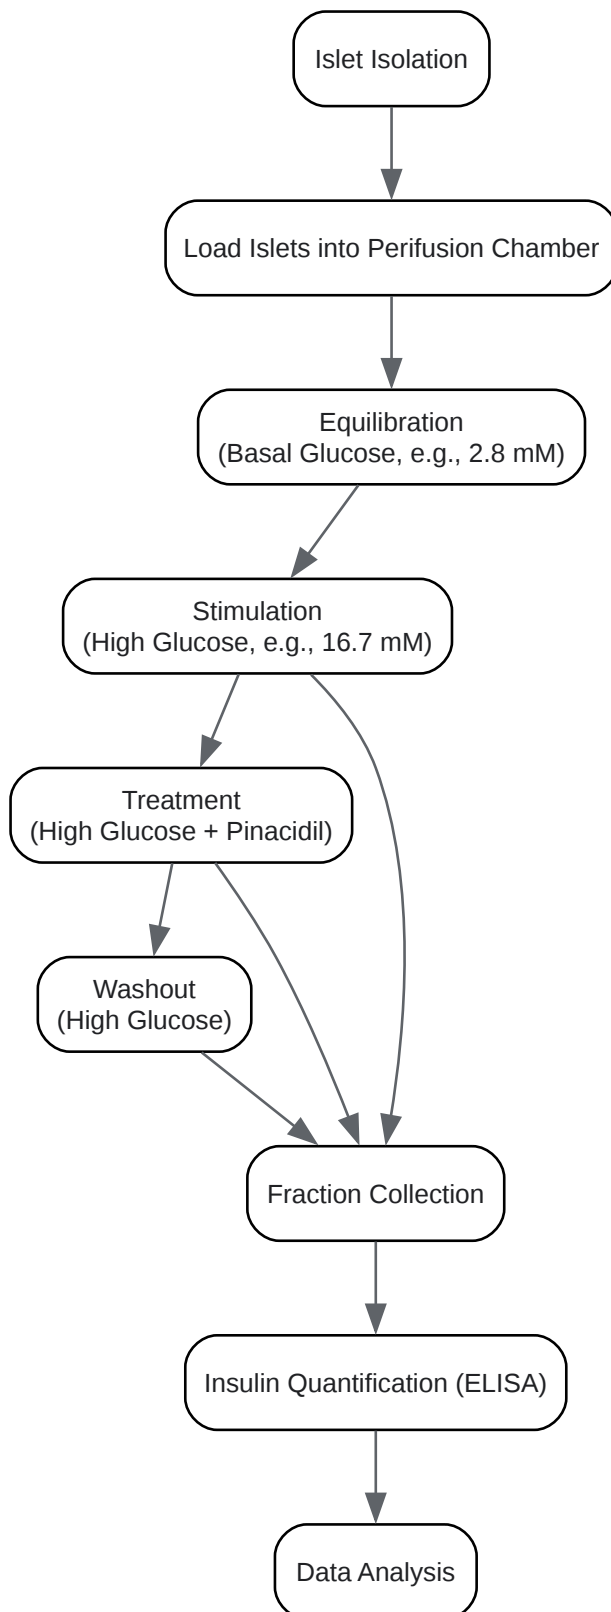 Islet Isolation
Load Islets into Perifusion Chamber
Equilibration
(Basal Glucose, e.g., 2.8 mM)
Stimulation
(High Glucose, e.g., 16.7 mM)
Treatment
(High Glucose + Pinacidil)
Washout
(High Glucose)
Fraction Collection
Insulin Quantification (ELISA)
Data Analysis